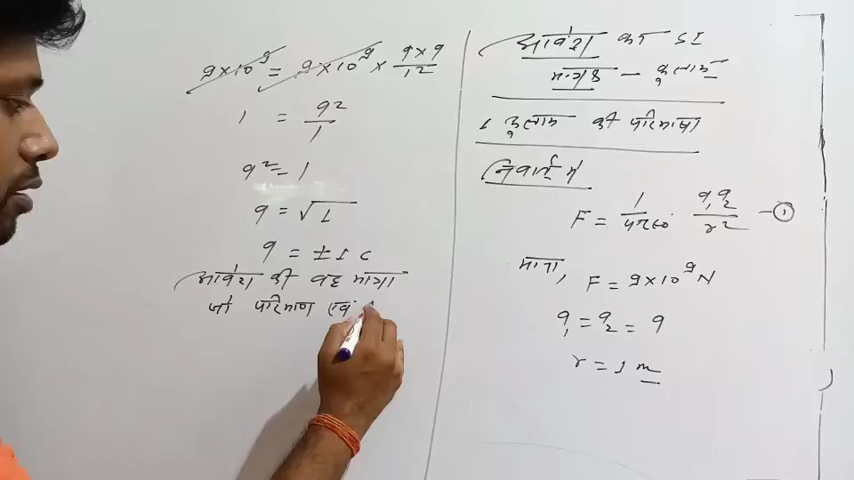 9×10⁹ = 9×10⁹ × q×q/1²
1 = q²/1
q² = 1
q = √1
q = ±1 C
आवेश की वह मात्रा
जो परिमाण एवं
आवेश का SI
मात्रक - कूलाम
1 कूलाम की परिभाषा
निर्वात में
F = 1/4πε₀ q₁q₂/r² - ①
माना, F = 9×10⁹ N
q₁ = q₂ = q
r = 1 m